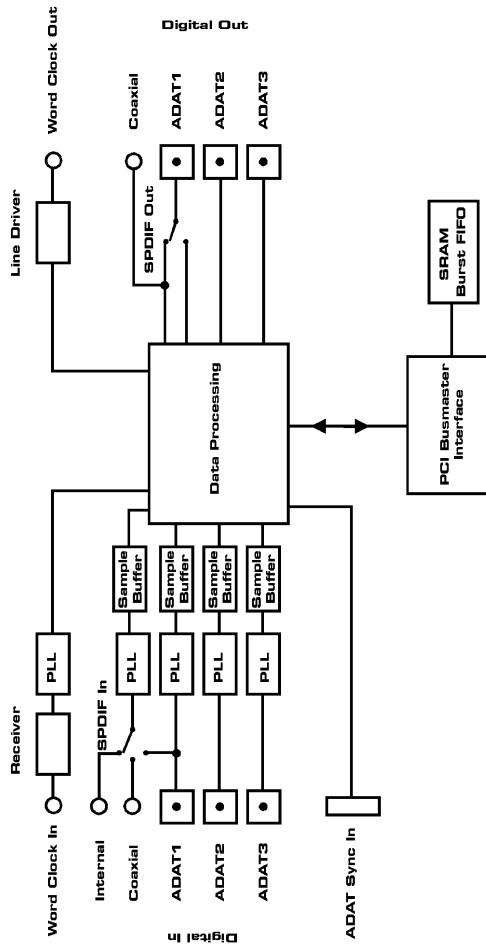 Word Clock In
Receiver
PLL
Line Driver
Word Clock Out
Internal
SPDIF In
Coaxial
PLL
Sample
Buffer
SPDIF Out
Coaxial
ADAT1
PLL
Sample
Buffer
ADAT1
ADAT2
PLL
Sample
Buffer
Data Processing
ADAT2
ADAT3
PLL
Sample
Buffer
ADAT3
Digital In
Digital Out
ADAT Sync In
PCI Busmaster
Interface
SRAM
Burst FIFO